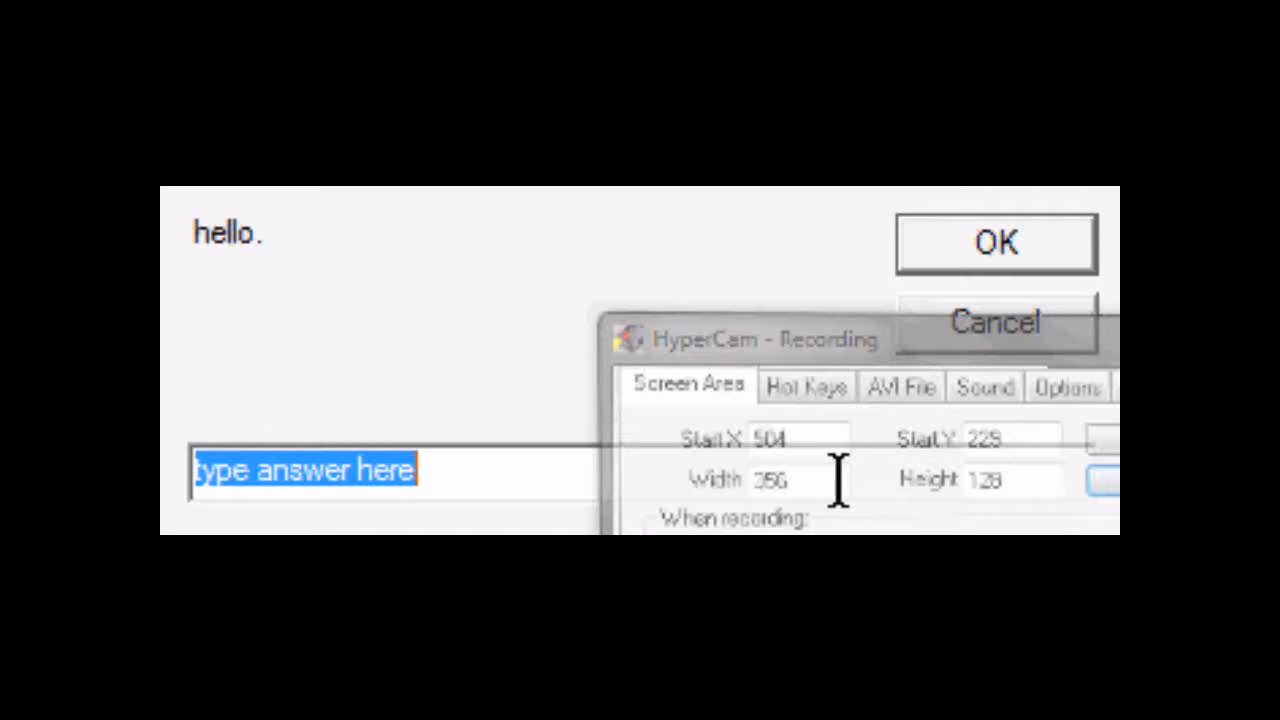 hello.
OK
Cancel
HyperCam - Recording
Screen Area Hot Keys AVI File Sound Options
Start X 504 Start Y 229
type answer here
Width 356 Height 128
When recording: